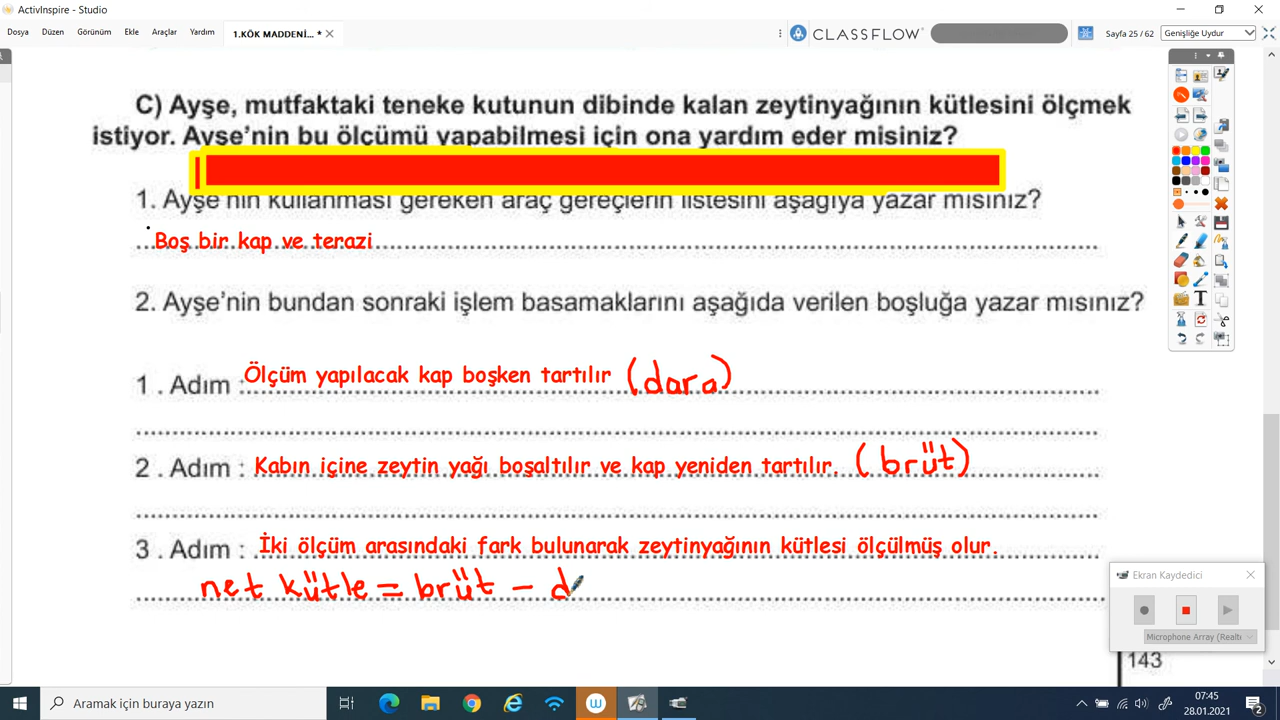 ActivInspire - Studio
Dosya Düzen Görünüm Ekle Araçlar Yardım
1.KÖK MADDENİ... *
CLASSFLOW
Sayfa 25 / 62
Genişliğe Uydur
C) Ayşe, mutfaktaki teneke kutunun dibinde kalan zeytinyağının kütlesini ölçmek
istiyor. Ayşe'nin bu ölçümü yapabilmesi için ona yardım eder misiniz?
1. Ayşe'nin kullanması gereken araç gereçlerin listesini aşağıya yazar mısınız?
Boş bir kap ve terazi
2. Ayşe'nin bundan sonraki işlem basamaklarını aşağıda verilen boşluğa yazar mısınız?
1 . Adım : Ölçüm yapılacak kap boşken tartılır (dara)
2 . Adım : Kabın içine zeytin yağı boşaltılır ve kap yeniden tartılır. (brüt)
3 . Adım : İki ölçüm arasındaki fark bulunarak zeytinyağının kütlesi ölçülmüş olur.
net kütle = brüt - d
Ekran Kaydedici
Microphone Array (Realte
143
Aramak için buraya yazın
07:45
28.01.2021
2